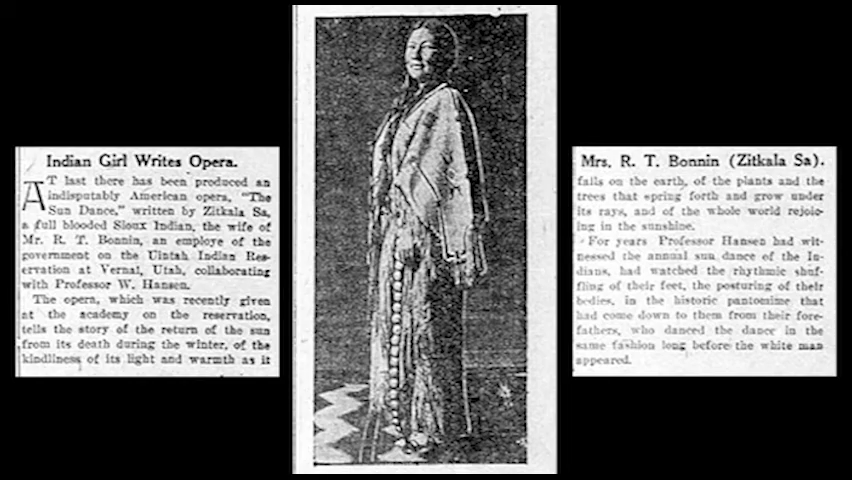 Indian Girl Writes Opera.
AT last there has been produced an
indisputably American opera, "The
Sun Dance," written by Zitkala Sa,
a full blooded Sioux Indian, the wife of
Mr. R. T. Bonnin, an employe of the
government on the Uintah Indian Res-
ervation at Vernal, Utah, collaborating
with Professor W. Hansen.
The opera, which was recently given
at the academy on the reservation,
tells the story of the return of the sun
from its death during the winter, of the
kindliness of its light and warmth as it
Mrs. R. T. Bonnin (Zitkala Sa).
falls on the earth, of the plants and the
trees that spring forth and grow under
its rays, and of the whole world rejoic-
ing in the sunshine.
For years Professor Hansen had wit-
nessed the annual sun dance of the In-
dians, had watched the rhythmic shuf-
fling of their feet, the posturing of their
bodies, in the historic pantomime that
had come down to them from their fore-
fathers, who danced the dance in the
same fashion long before the white man
appeared.